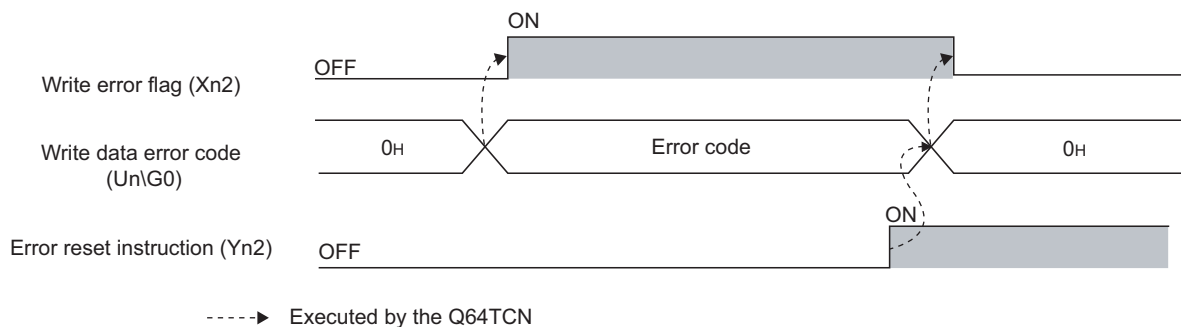 ON
OFF
Write error flag (Xn2)
0H
Error code
0H
Write data error code
(Un\G0)
ON
Error reset instruction (Yn2)
OFF
Executed by the Q64TCN